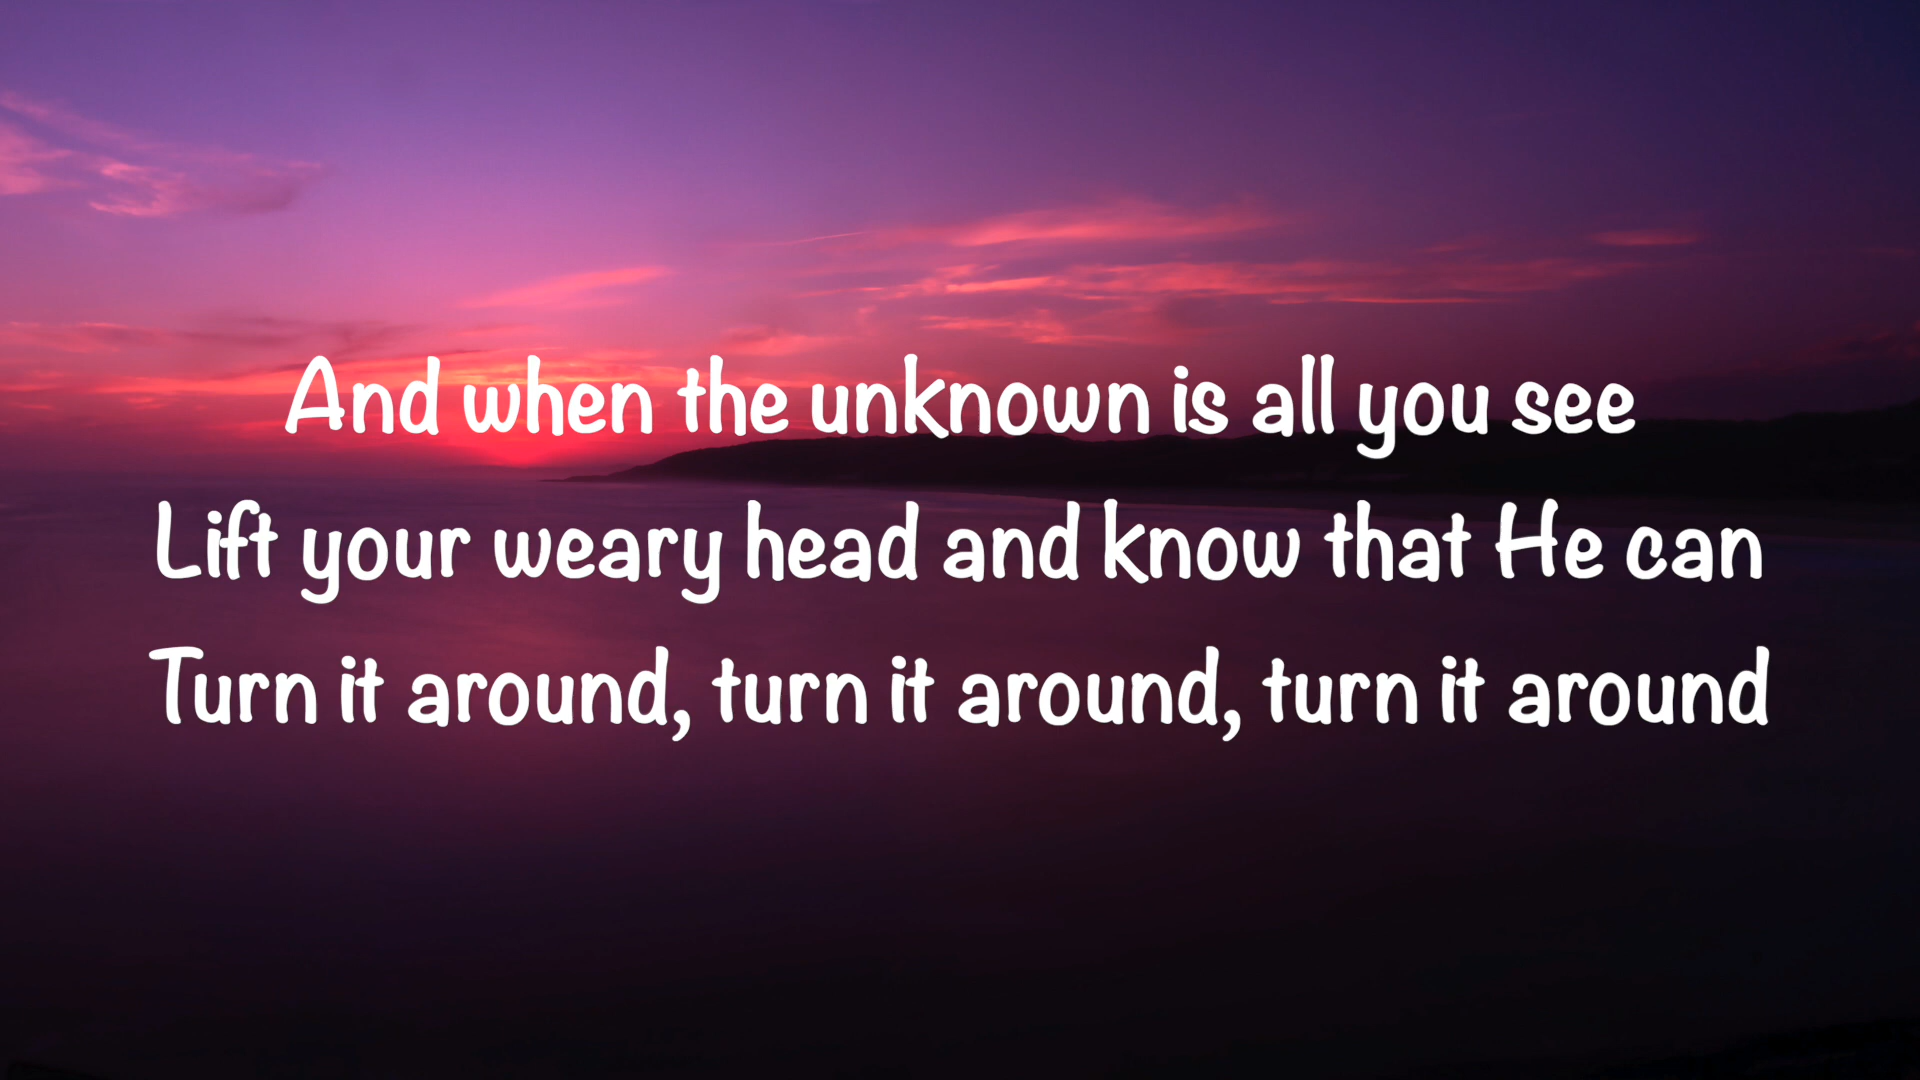 And when the unknown is all you see
Lift your weary head and know that He can
Turn it around, turn it around, turn it around